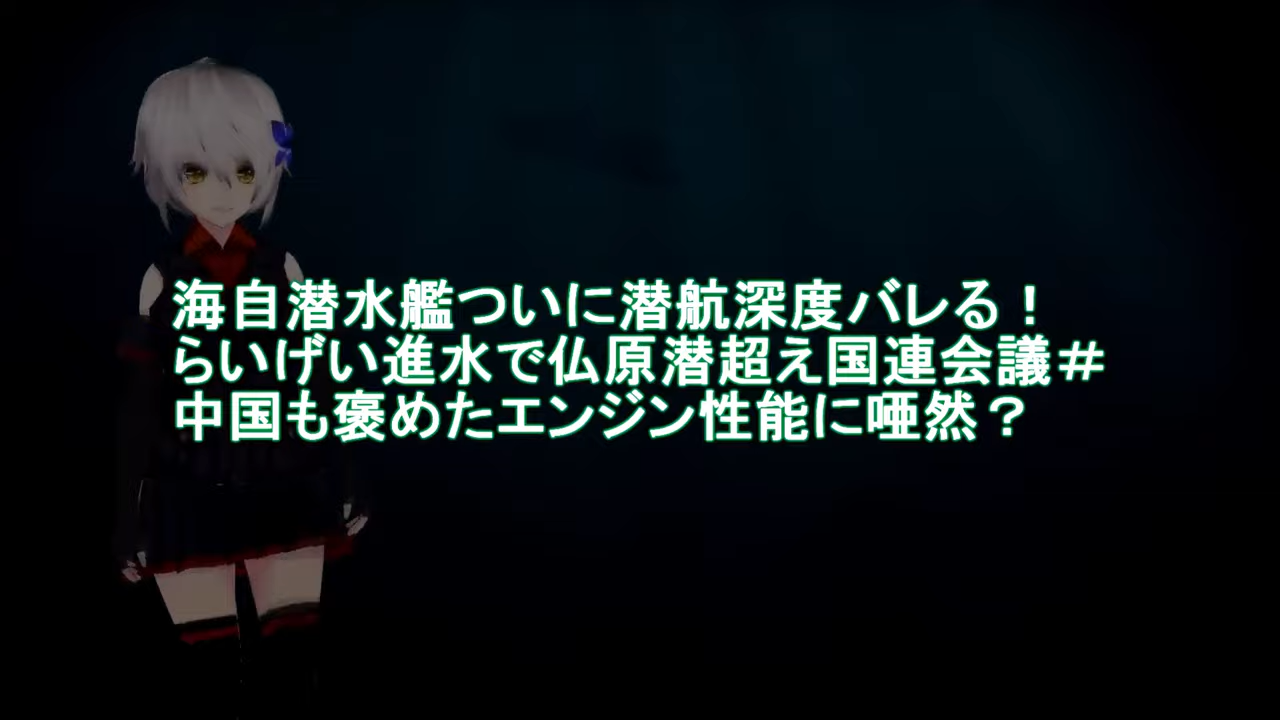 海自潜水艦ついに潜航深度バレる！
らいげい進水で仏原潜超え国連会議＃
中国も褒めたエンジン性能に唖然？